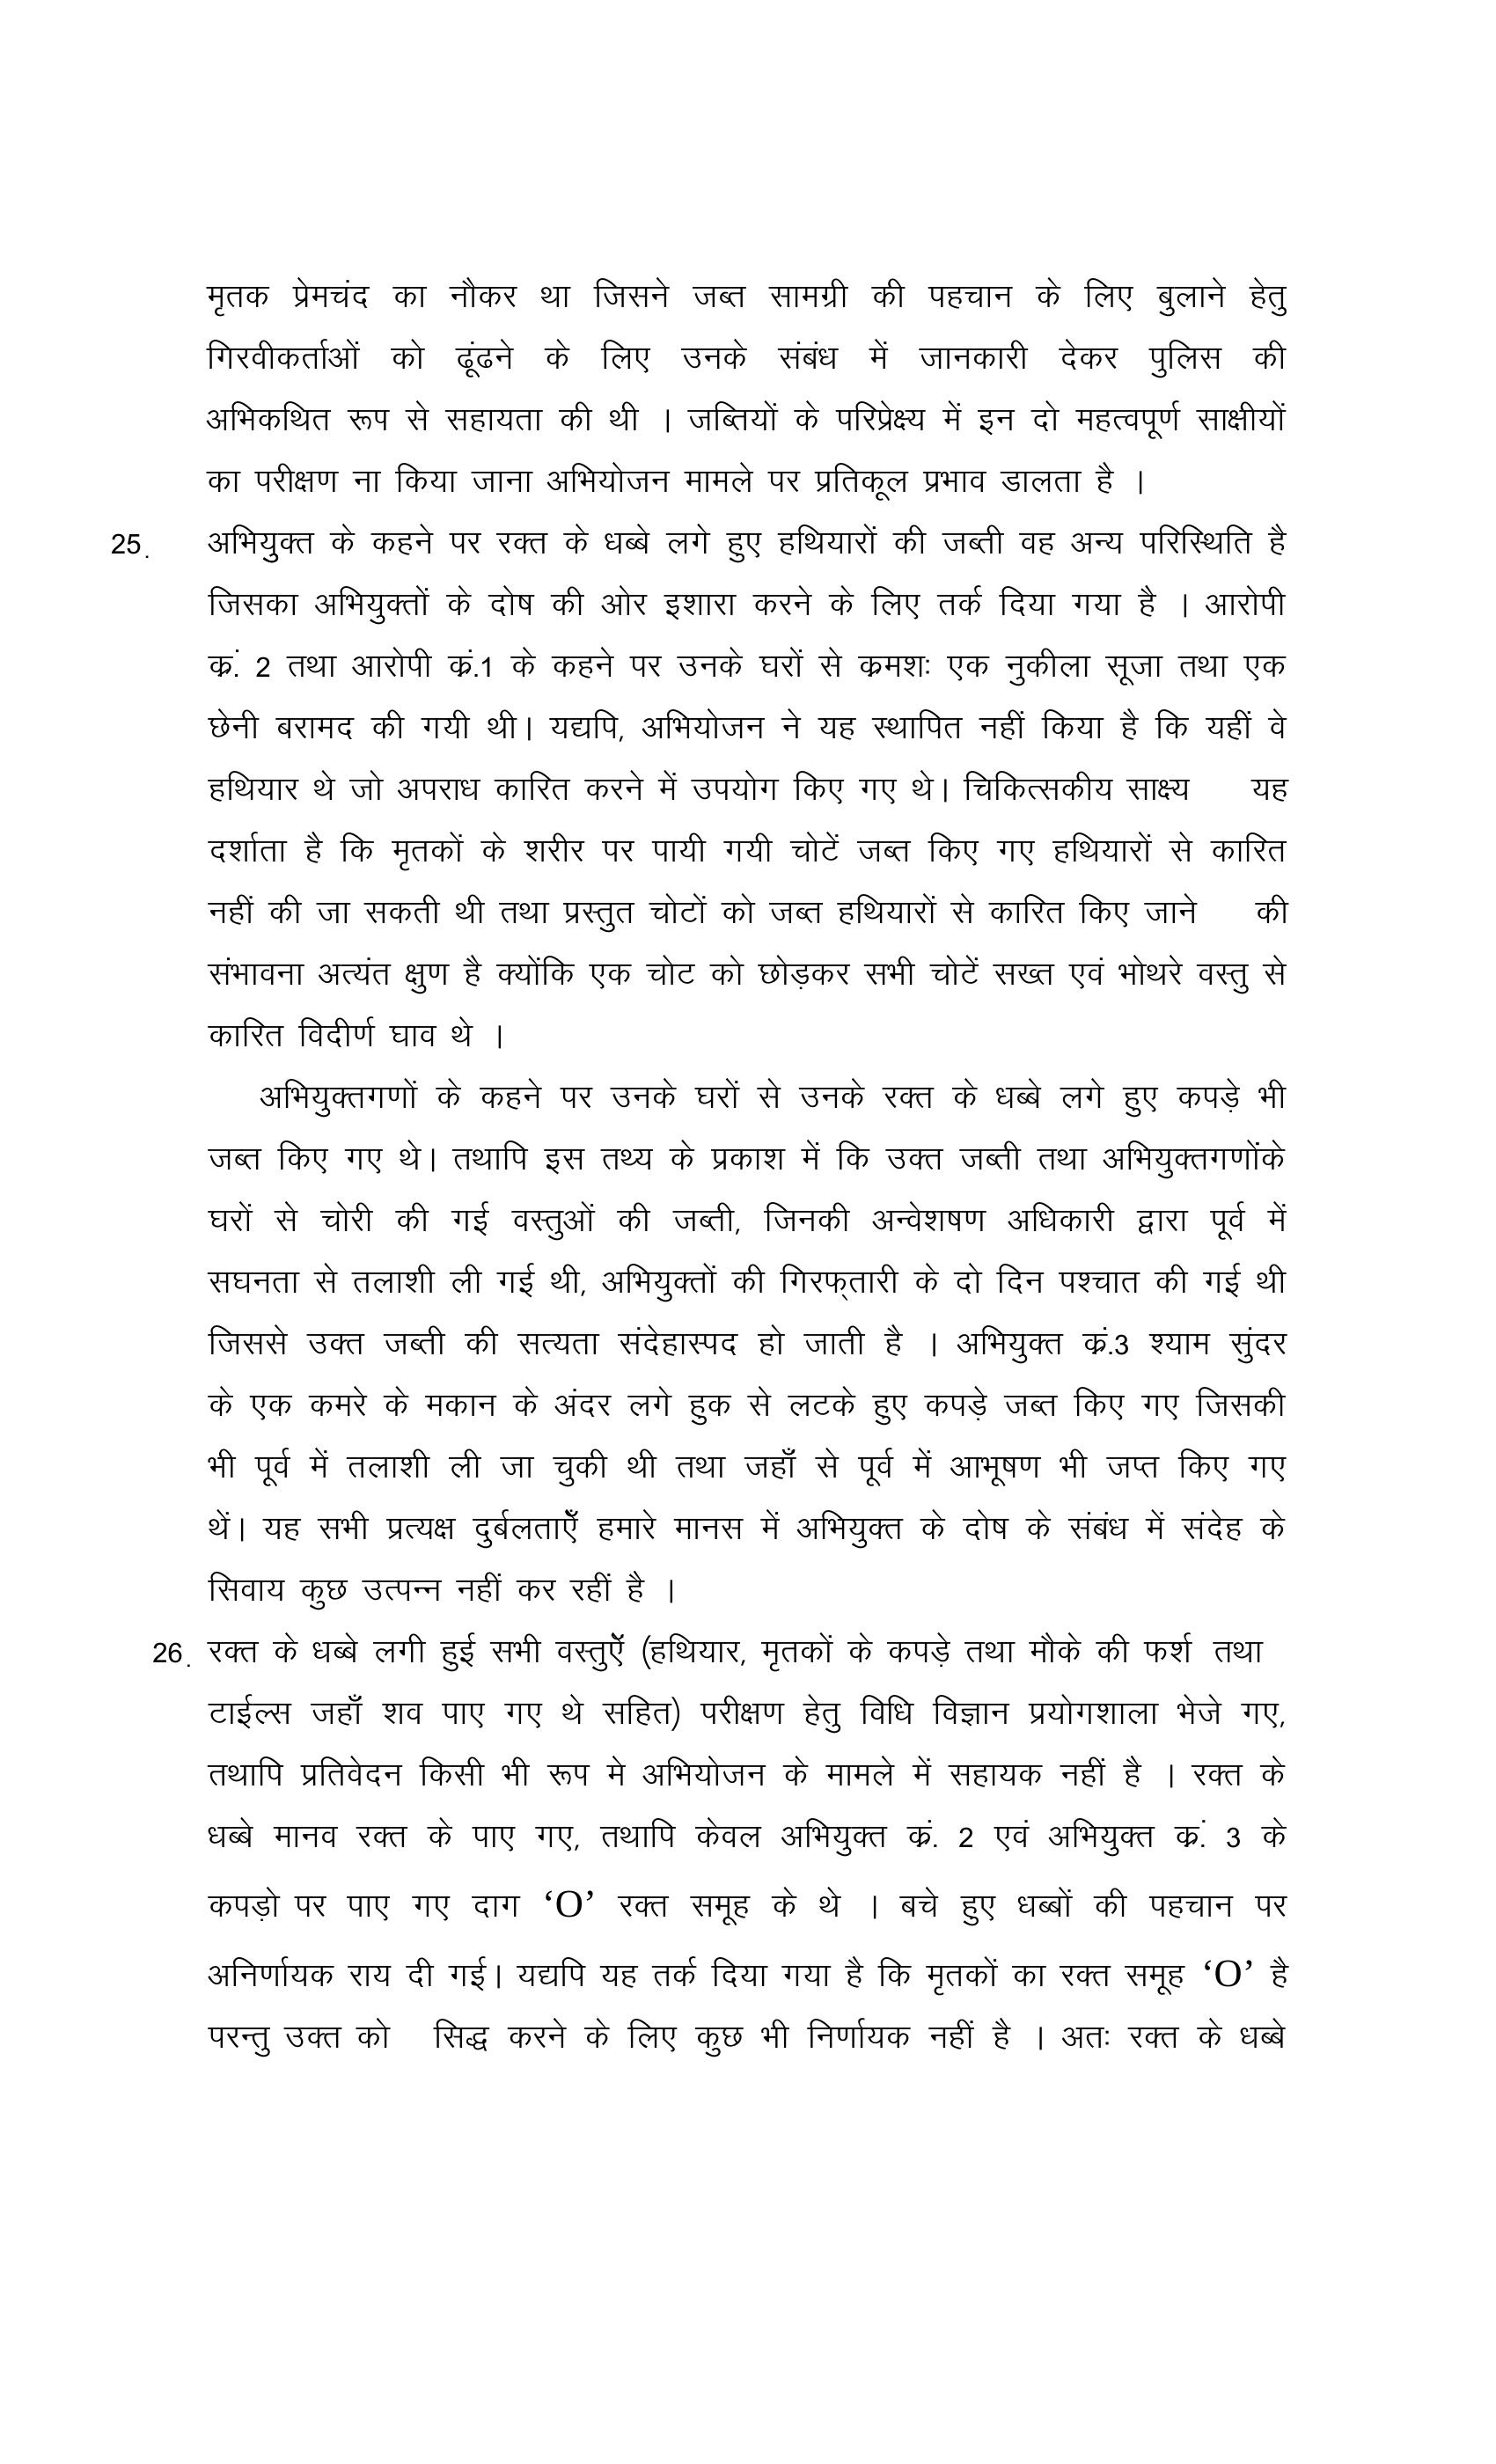 मृतक प्रेमचंद का नौकर था जिसने जब्त सामग्री की पहचान के लिए बुलाने हेतु
गिरवीकर्ताओं को ढूंढने के लिए उनके संबंध में जानकारी देकर पुलिस की
अभिकथित रूप से सहायता की थी । जब्तियों के परिप्रेक्ष्य में इन दो महत्वपूर्ण साक्षीयों
का परीक्षण ना किया जाना अभियोजन मामले पर प्रतिकूल प्रभाव डालता है ।
25. अभियुक्त के कहने पर रक्त के धब्बे लगे हुए हथियारों की जब्ती वह अन्य परिस्थिति है
जिसका अभियुक्तों के दोष की ओर इशारा करने के लिए तर्क दिया गया है । आरोपी
क्रं. 2 तथा आरोपी क्रं.1 के कहने पर उनके घरों से क्रमशः एक नुकीला सूजा तथा एक
छेनी बरामद की गयी थी। यद्यपि, अभियोजन ने यह स्थापित नहीं किया है कि यहीं वे
हथियार थे जो अपराध कारित करने में उपयोग किए गए थे। चिकित्सकीय साक्ष्य यह
दर्शाता है कि मृतकों के शरीर पर पायी गयी चोटें जब्त किए गए हथियारों से कारित
नहीं की जा सकती थी तथा प्रस्तुत चोटों को जब्त हथियारों से कारित किए जाने की
संभावना अत्यंत क्षुण है क्योंकि एक चोट को छोड़कर सभी चोटें सख्त एवं भोथरे वस्तु से
कारित विदीर्ण घाव थे ।
अभियुक्तगणों के कहने पर उनके घरों से उनके रक्त के धब्बे लगे हुए कपड़े भी
जब्त किए गए थे। तथापि इस तथ्य के प्रकाश में कि उक्त जब्ती तथा अभियुक्तगणोंके
घरों से चोरी की गई वस्तुओं की जब्ती, जिनकी अन्वेशषण अधिकारी द्वारा पूर्व में
सघनता से तलाशी ली गई थी, अभियुक्तों की गिरफ्तारी के दो दिन पश्चात की गई थी
जिससे उक्त जब्ती की सत्यता संदेहास्पद हो जाती है । अभियुक्त क्रं.3 श्याम सुंदर
के एक कमरे के मकान के अंदर लगे हुक से लटके हुए कपड़े जब्त किए गए जिसकी
भी पूर्व में तलाशी ली जा चुकी थी तथा जहाँ से पूर्व में आभूषण भी जप्त किए गए
थें। यह सभी प्रत्यक्ष दुर्बलताएँ हमारे मानस में अभियुक्त के दोष के संबंध में संदेह के
सिवाय कुछ उत्पन्न नहीं कर रहीं है ।
26. रक्त के धब्बे लगी हुई सभी वस्तुएँ (हथियार, मृतकों के कपड़े तथा मौके की फर्श तथा
टाईल्स जहाँ शव पाए गए थे सहित) परीक्षण हेतु विधि विज्ञान प्रयोगशाला भेजे गए,
तथापि प्रतिवेदन किसी भी रूप मे अभियोजन के मामले में सहायक नहीं है । रक्त के
धब्बे मानव रक्त के पाए गए, तथापि केवल अभियुक्त क्रं. 2 एवं अभियुक्त क्रं. 3 के
कपड़ो पर पाए गए दाग ‘O’ रक्त समूह के थे । बचे हुए धब्बों की पहचान पर
अनिर्णायक राय दी गई। यद्यपि यह तर्क दिया गया है कि मृतकों का रक्त समूह ‘O’ है
परन्तु उक्त को सिद्ध करने के लिए कुछ भी निर्णायक नहीं है । अतः रक्त के धब्बे